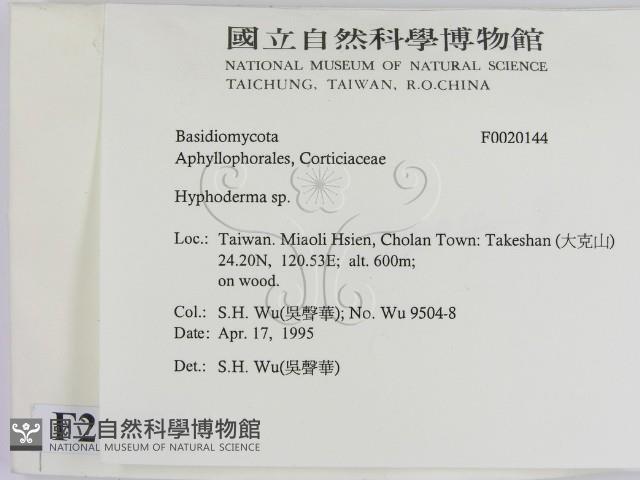 國立自然科學博物館
NATIONAL MUSEUM OF NATURAL SCIENCE
TAICHUNG, TAIWAN, R.O.CHINA
Basidiomycota F0020144
Aphyllophorales, Corticiaceae
Hyphoderma sp.
Loc.: Taiwan. Miaoli Hsien, Cholan Town: Takeshan (大克山)
24.20N, 120.53E; alt. 600m;
on wood.
Col.: S.H. Wu(吳聲華); No. Wu 9504-8
Date: Apr. 17, 1995
Det.: S.H. Wu(吳聲華)
F2
國立自然科學博物館
NATIONAL MUSEUM OF NATURAL SCIENCE